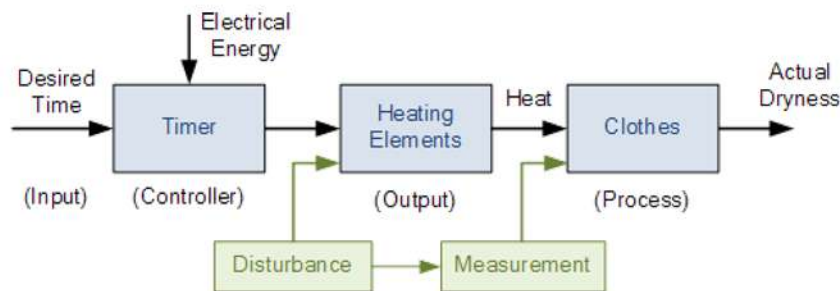 Electrical
Energy
Desired
Time
Timer
Heating
Elements
Heat
Clothes
Actual
Dryness
(Input)
(Controller)
(Output)
(Process)
Disturbance
Measurement